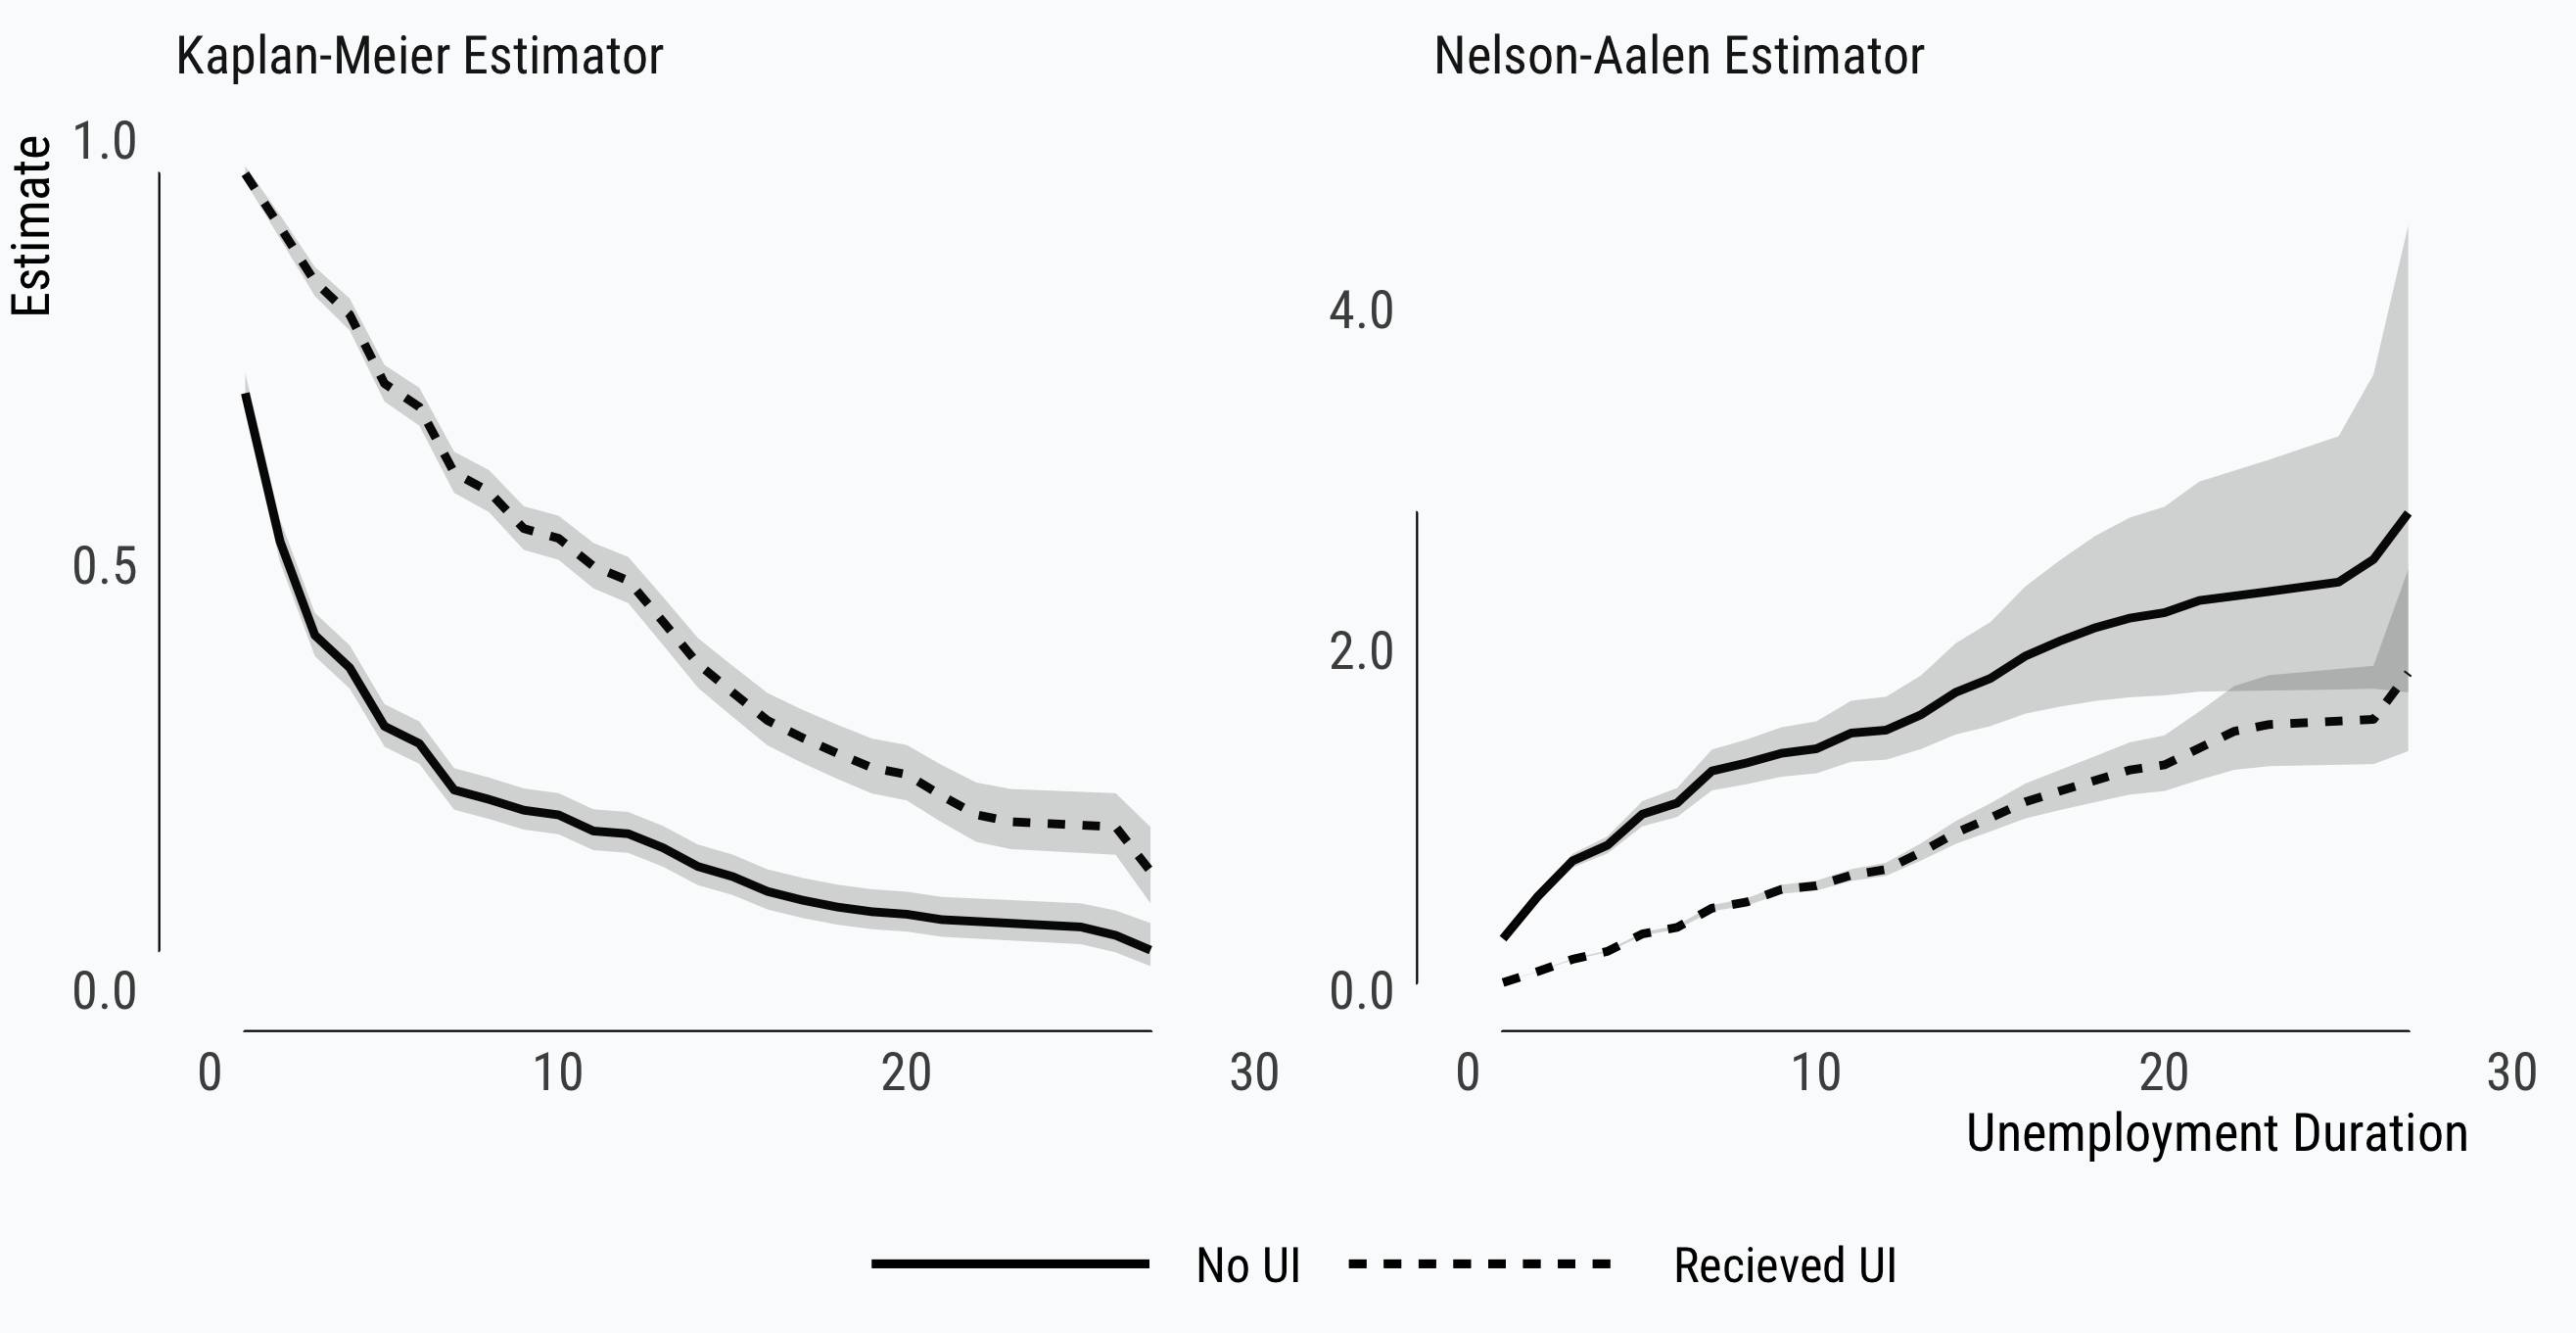 Kaplan-Meier Estimator
Estimate
1.0
0.5
0.0
0 10 20 30
Nelson-Aalen Estimator
4.0
2.0
0.0
0 10 20 30
Unemployment Duration
No UI Recieved UI